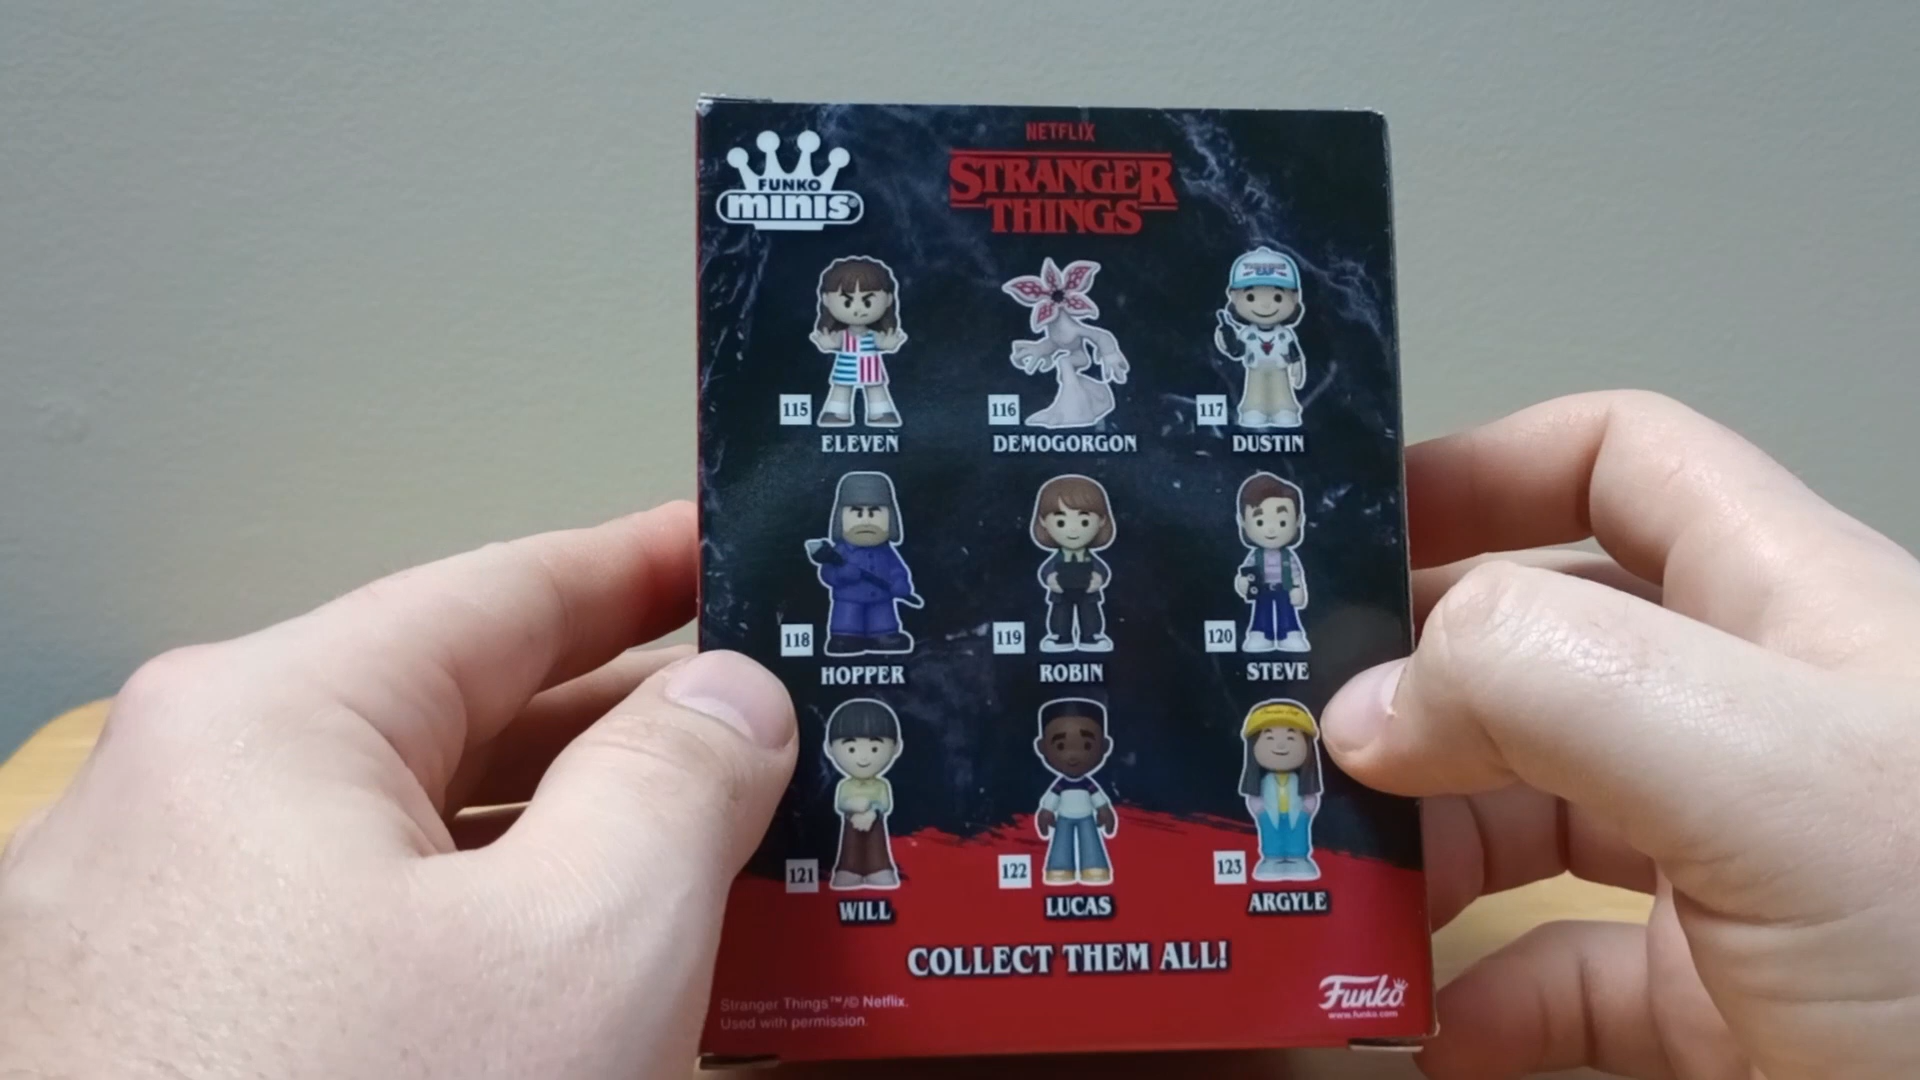 NETFLIX
STRANGER
THINGS
FUNKO
minis
115
ELEVEN
116
DEMOGORGON
117
DUSTIN
118
HOPPER
119
ROBIN
120
STEVE
121
WILL
122
LUCAS
123
ARGYLE
COLLECT THEM ALL!
Stranger Things™/© Netflix.
Used with permission.
Funko
www.funko.com